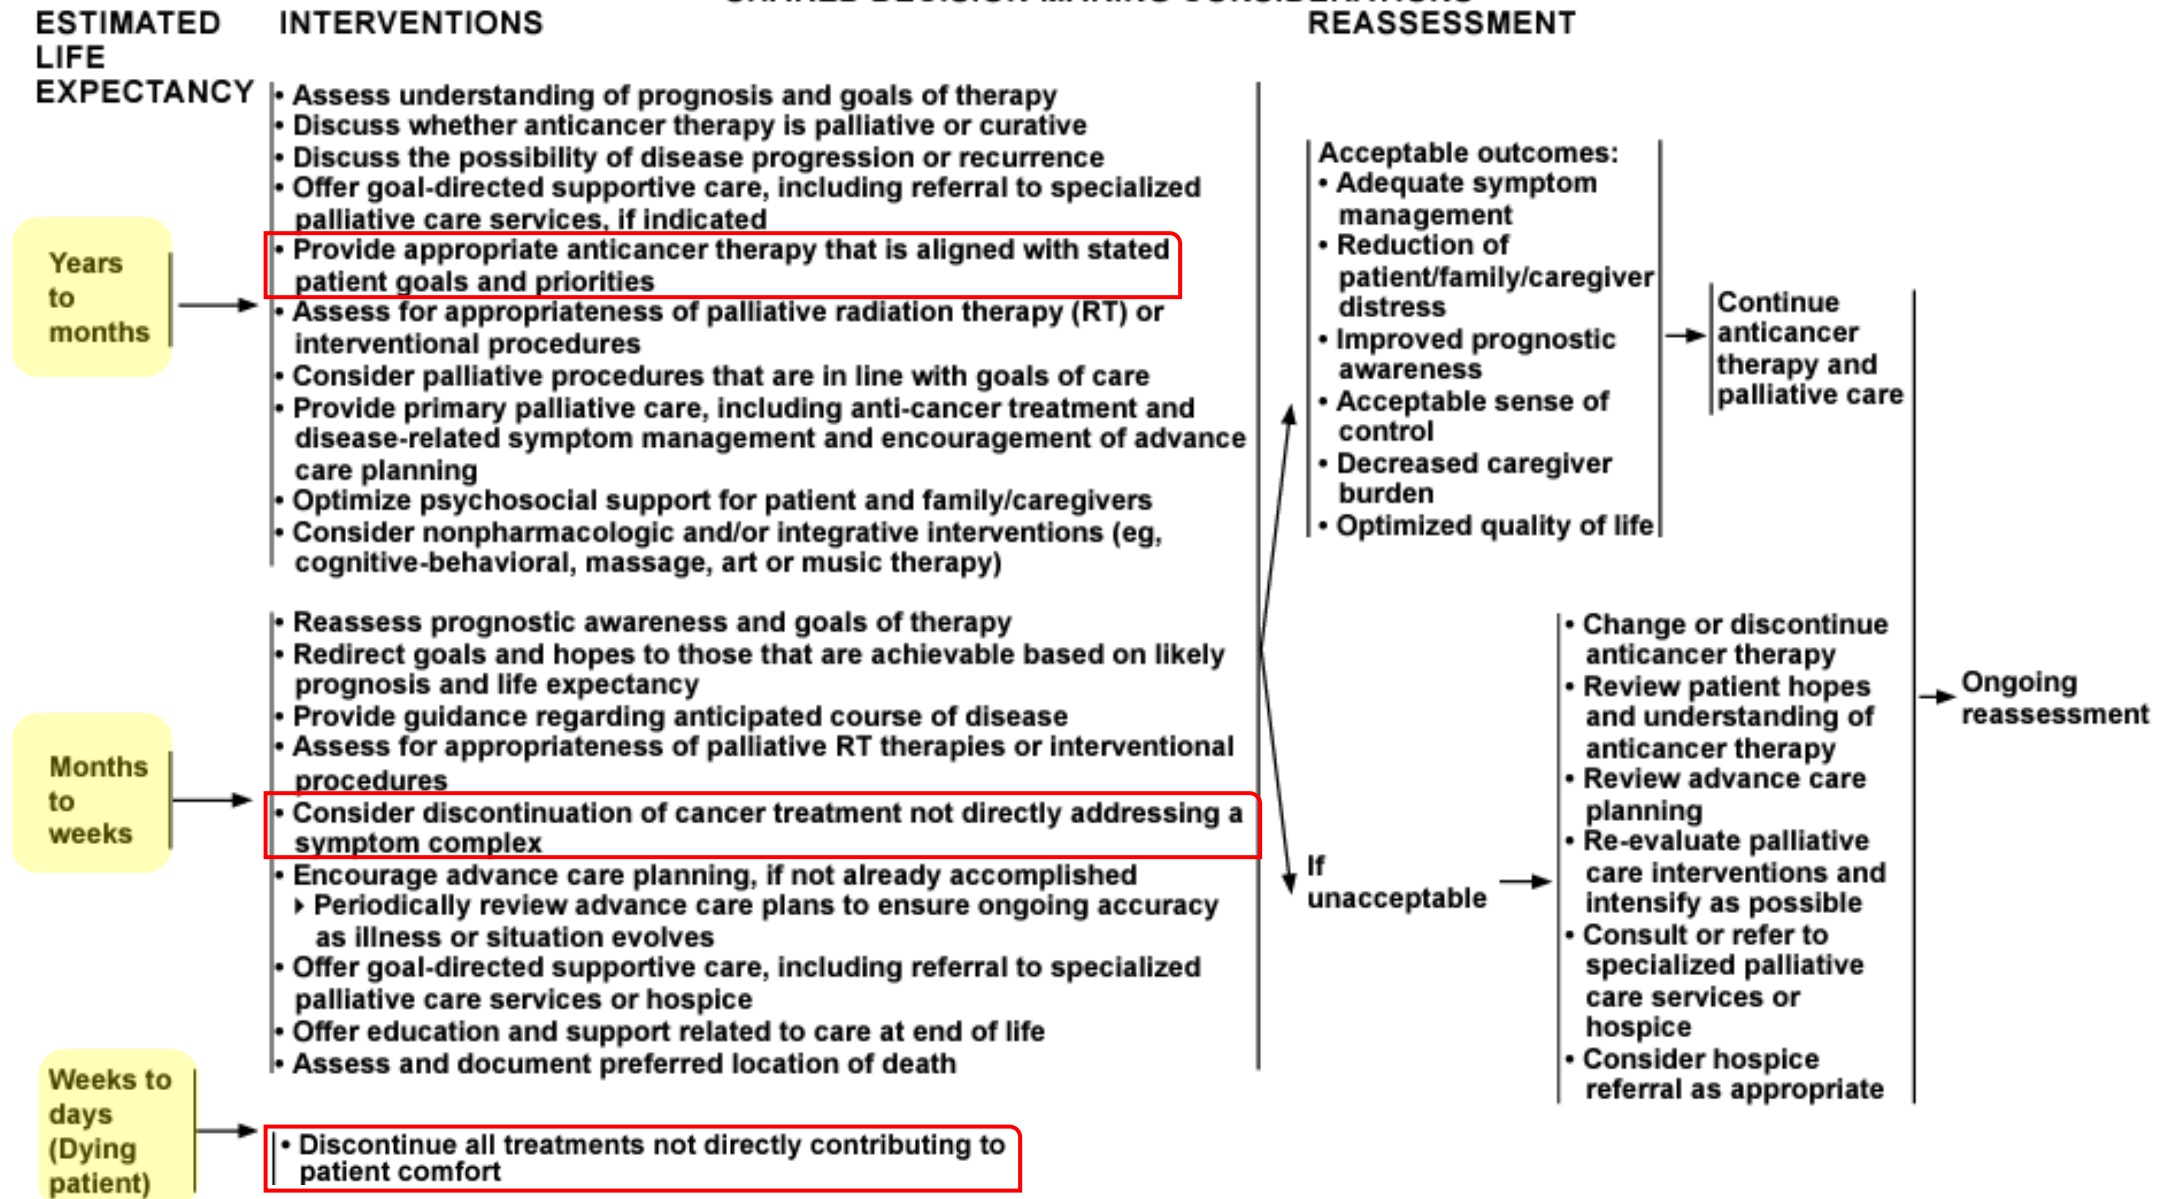 ESTIMATED
LIFE
EXPECTANCY
INTERVENTIONS
REASSESSMENT
Years
to
months
• Assess understanding of prognosis and goals of therapy
• Discuss whether anticancer therapy is palliative or curative
• Discuss the possibility of disease progression or recurrence
• Offer goal-directed supportive care, including referral to specialized
palliative care services, if indicated
• Provide appropriate anticancer therapy that is aligned with stated
patient goals and priorities
• Assess for appropriateness of palliative radiation therapy (RT) or
interventional procedures
• Consider palliative procedures that are in line with goals of care
• Provide primary palliative care, including anti-cancer treatment and
disease-related symptom management and encouragement of advance
care planning
• Optimize psychosocial support for patient and family/caregivers
• Consider nonpharmacologic and/or integrative interventions (eg,
cognitive-behavioral, massage, art or music therapy)
Months
to
weeks
• Reassess prognostic awareness and goals of therapy
• Redirect goals and hopes to those that are achievable based on likely
prognosis and life expectancy
• Provide guidance regarding anticipated course of disease
• Assess for appropriateness of palliative RT therapies or interventional
procedures
• Consider discontinuation of cancer treatment not directly addressing a
symptom complex
• Encourage advance care planning, if not already accomplished
‣ Periodically review advance care plans to ensure ongoing accuracy
as illness or situation evolves
• Offer goal-directed supportive care, including referral to specialized
palliative care services or hospice
• Offer education and support related to care at end of life
• Assess and document preferred location of death
Weeks to
days
(Dying
patient)
• Discontinue all treatments not directly contributing to
patient comfort
Acceptable outcomes:
• Adequate symptom
management
• Reduction of
patient/family/caregiver
distress
• Improved prognostic
awareness
• Acceptable sense of
control
• Decreased caregiver
burden
• Optimized quality of life
Continue
anticancer
therapy and
palliative care
If
unacceptable
• Change or discontinue
anticancer therapy
• Review patient hopes
and understanding of
anticancer therapy
• Review advance care
planning
• Re-evaluate palliative
care interventions and
intensify as possible
• Consult or refer to
specialized palliative
care services or
hospice
• Consider hospice
referral as appropriate
Ongoing
reassessment